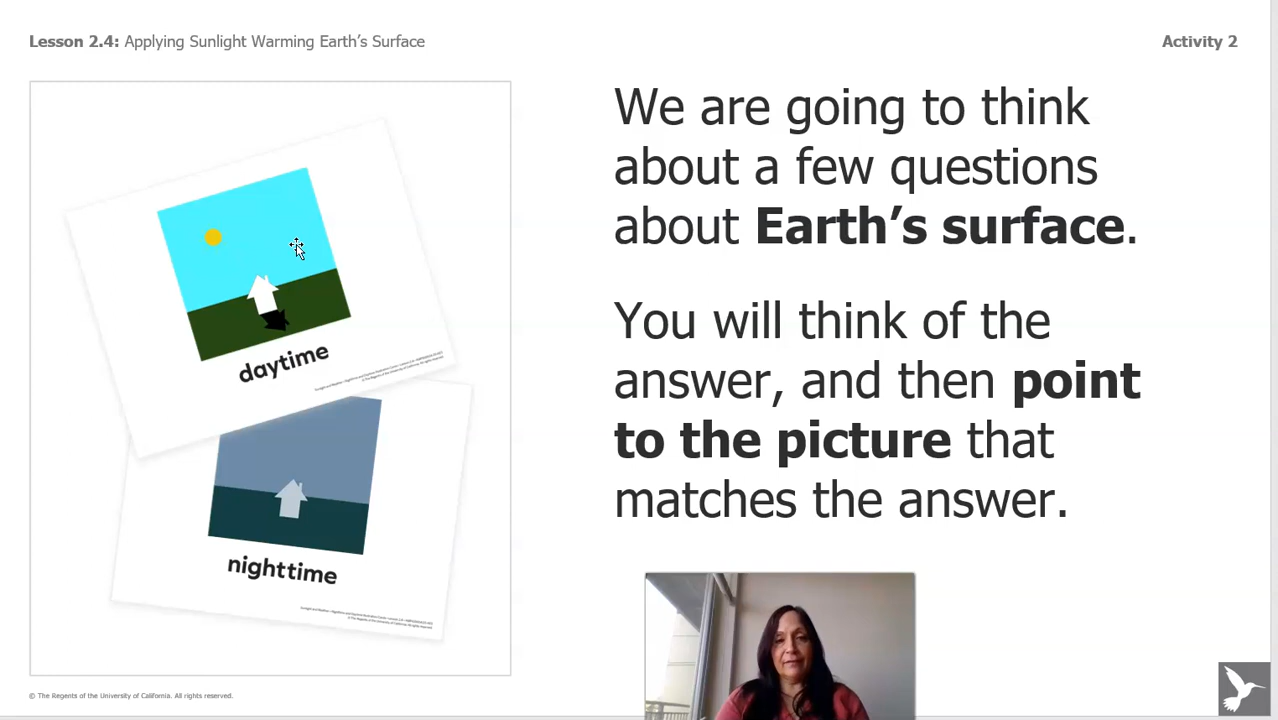 Lesson 2.4: Applying Sunlight Warming Earth’s Surface
Activity 2
daytime
nighttime
We are going to think
about a few questions
about Earth’s surface.
You will think of the
answer, and then point
to the picture that
matches the answer.
© The Regents of the University of California. All rights reserved.